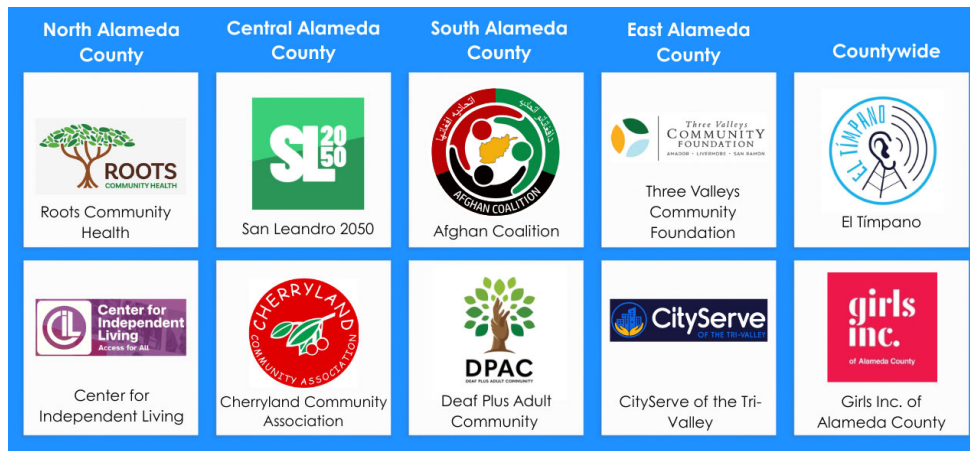 North Alameda
County
Central Alameda
County
South Alameda
County
East Alameda
County
Countywide
ROOTS
COMMUNITY HEALTH
Roots Community
Health
SL 20
50
San Leandro 2050
اتحادیه افغانها
AFGHAN COALITION
Afghan Coalition
Three Valleys
COMMUNITY
FOUNDATION
AMADOR • LIVERMORE • SAN RAMON
Three Valleys
Community
Foundation
EL TÍMPANO
El Tímpano
CIL
Center for
Independent
Living
Access for All.
Center for
Independent Living
CHERRYLAND
COMMUNITY ASSOCIATION
Cherryland Community
Association
DPAC
DEAF PLUS ADULT COMMUNITY
Deaf Plus Adult
Community
CityServe
OF THE TRI-VALLEY
CityServe of the Tri-
Valley
girls
inc.
of Alameda County
Girls Inc. of
Alameda County